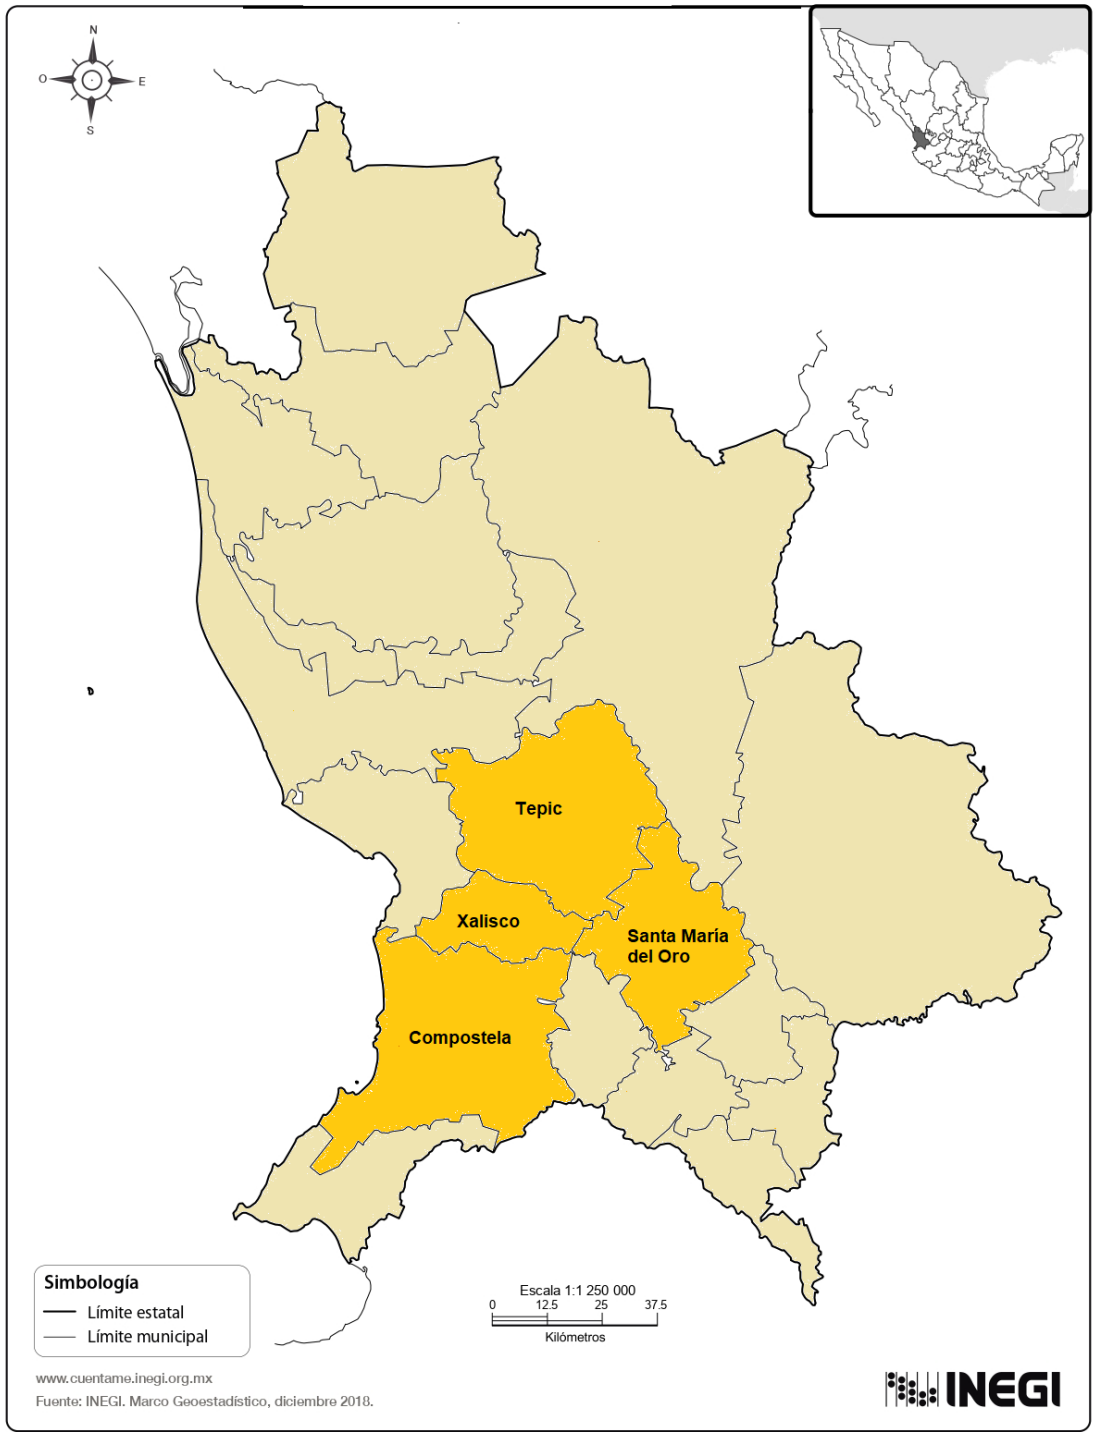 N
O
E
S
Tepic
Xalisco
Santa María
del Oro
Compostela
Simbología
Límite estatal
Límite municipal
Escala 1:1 250 000
0 12.5 25 37.5
Kilómetros
www.cuentame.inegi.org.mx
Fuente: INEGI. Marco Geoestadístico, diciembre 2018.
INEGI